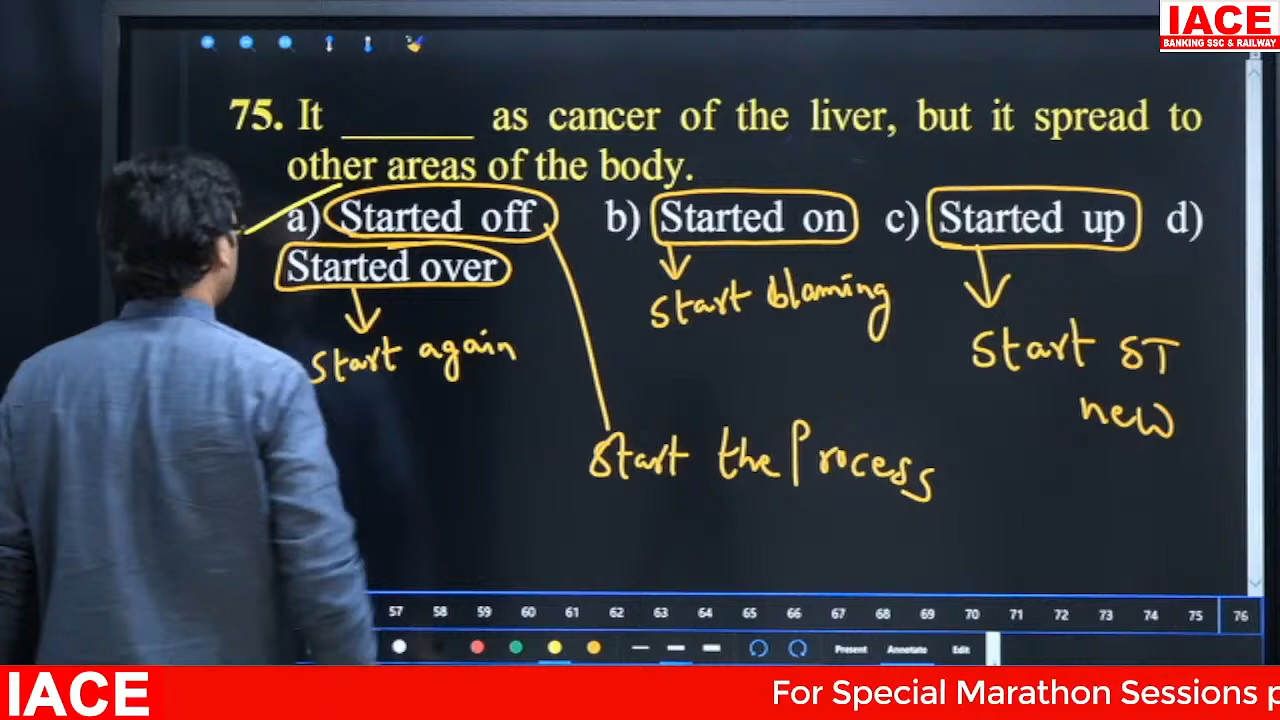 IACE
BANKING SSC & RAILWAY
75. It ______ as cancer of the liver, but it spread to
other areas of the body.
a) Started off b) Started on c) Started up d)
Started over
Start blaming
Start again
Start ST
new
Start the Process
57 58 59 60 61 62 63 64 65 66 67 68 69 70 71 72 73 74 75 76
Present Annotate Edit
IACE
For Special Marathon Sessions p